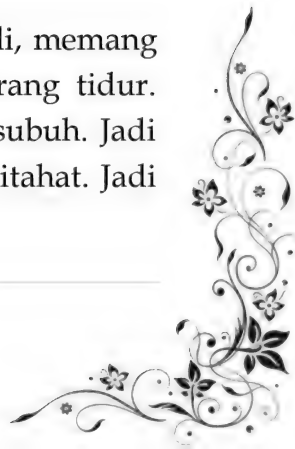 li, memang
rang tidur.
subuh. Jadi
itahat. Jadi